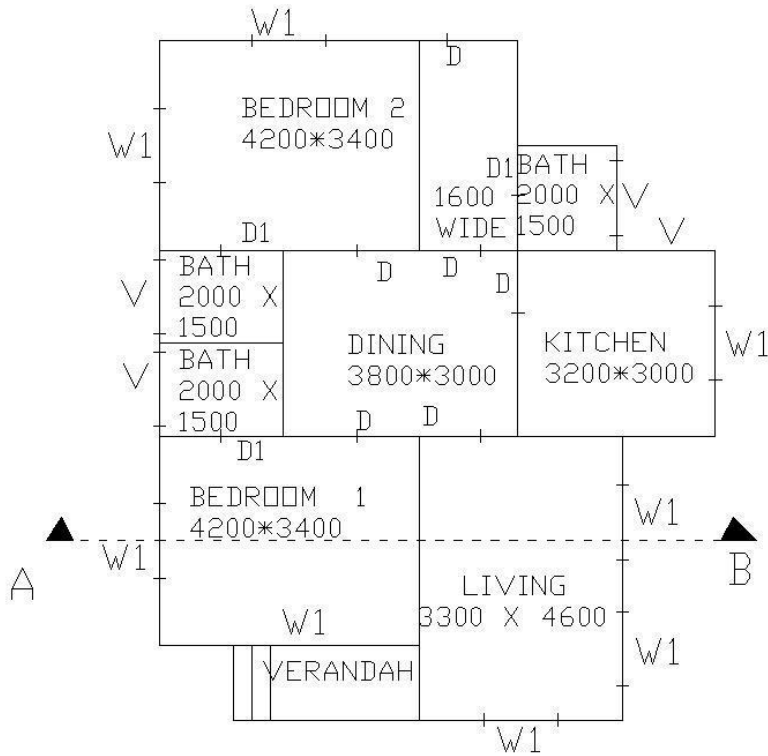 W1
D
BEDROOM 2
4200*3400
W1
D1
BATH
1600
2000 X
V
WIDE
1500
V
D1
BATH
2000 X
1500
V
D
D
D
BATH
2000 X
1500
V
DINING
3800*3000
KITCHEN
3200*3000
W1
D
D
D1
BEDROOM 1
4200*3400
W1
W1
A
B
LIVING
3300 X 4600
W1
VERANDAH
W1
W1